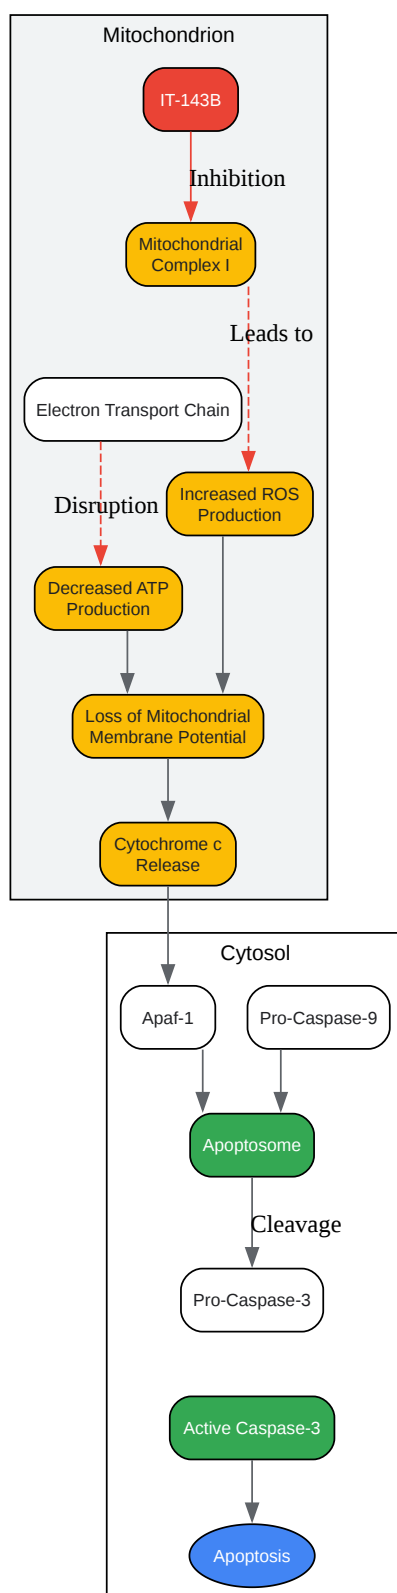 Mitochondrion
IT-143B
Inhibition
Mitochondrial
Complex I
Leads to
Electron Transport Chain
Increased ROS
Production
Disruption
Decreased ATP
Production
Loss of Mitochondrial
Membrane Potential
Cytochrome c
Release
Cytosol
Apaf-1
Pro-Caspase-9
Apoptosome
Cleavage
Pro-Caspase-3
Active Caspase-3
Apoptosis